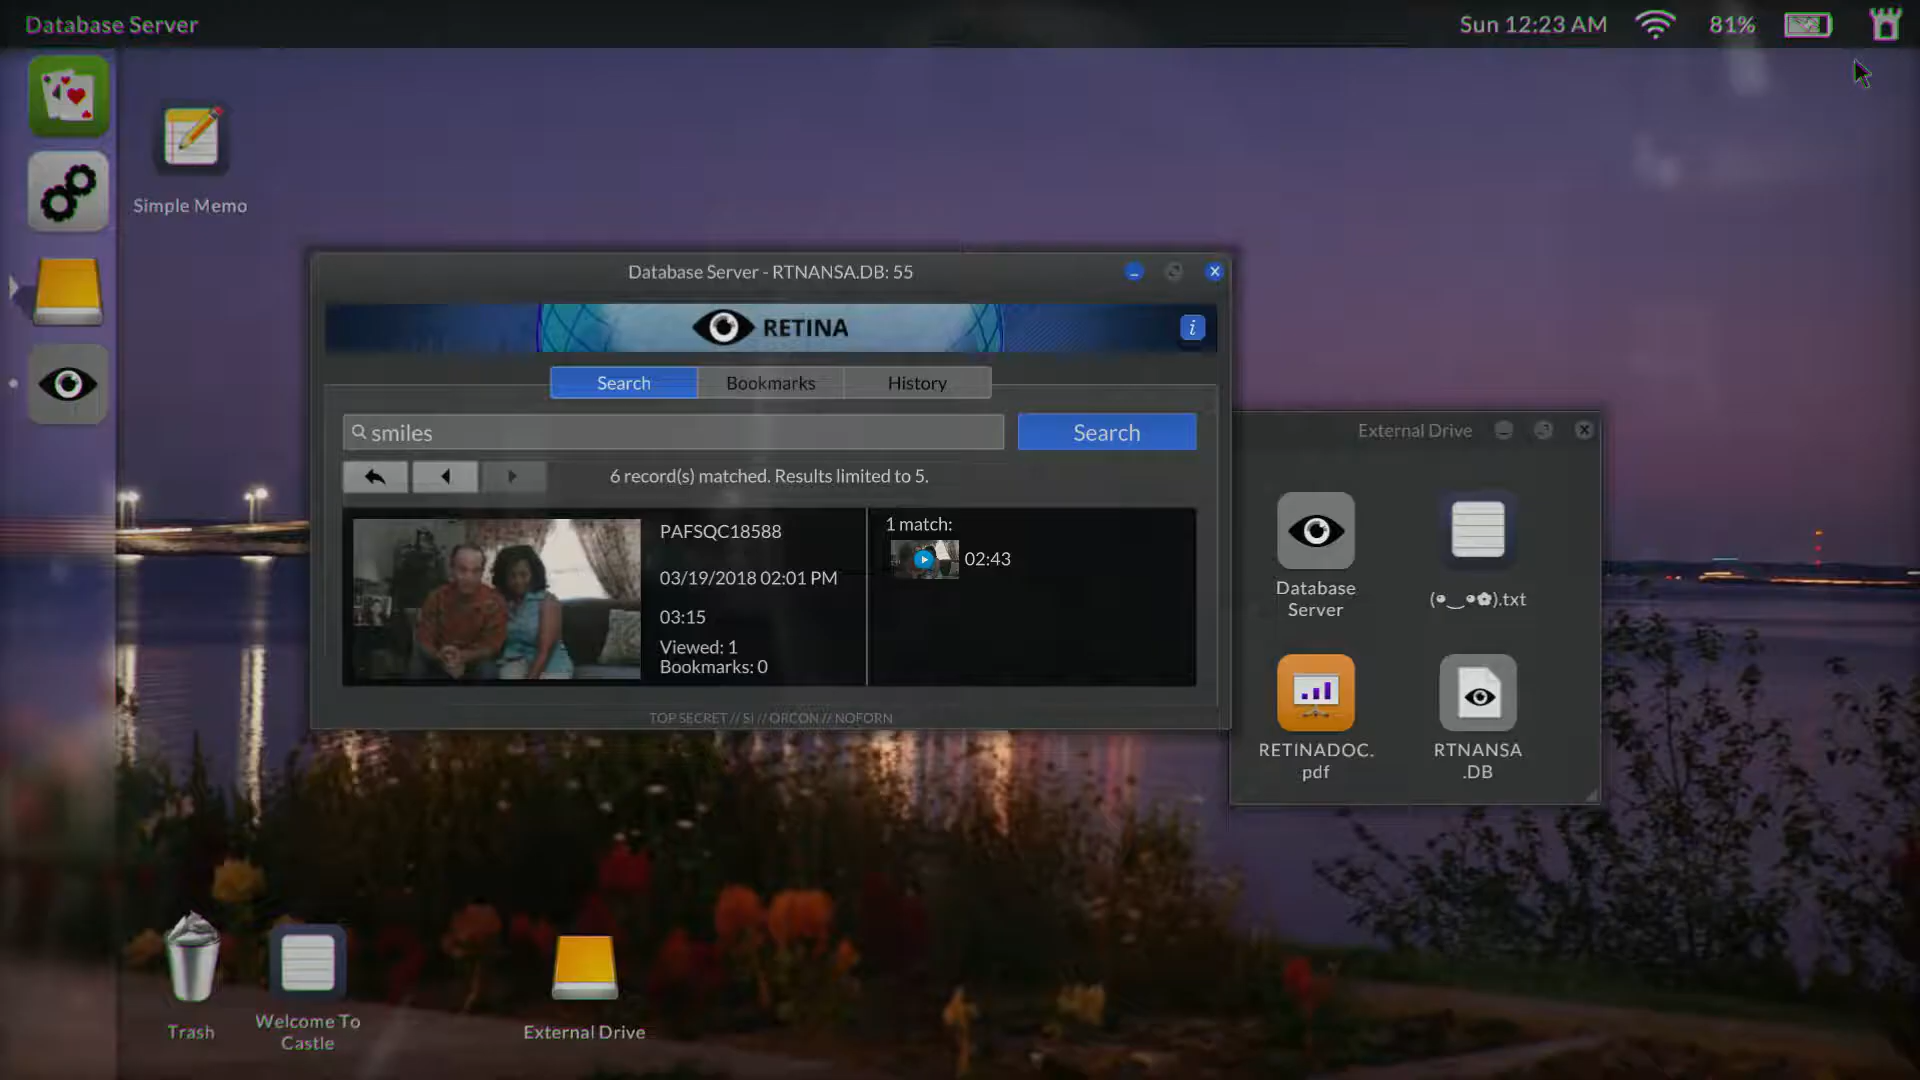 Database Server
Sun 12:23 AM
81%
Simple Memo
Database Server - RTNANSA.DB: 55
RETINA
i
Search
Bookmarks
History
smiles
Search
6 record(s) matched. Results limited to 5.
PAFSQC18588
03/19/2018 02:01 PM
03:15
Viewed: 1
Bookmarks: 0
1 match:
02:43
TOP SECRET // SI // ORCON // NOFORN
External Drive
Database
Server
(•‿•✿).txt
RETINADOC.
pdf
RTNANSA
.DB
Trash
Welcome To
Castle
External Drive